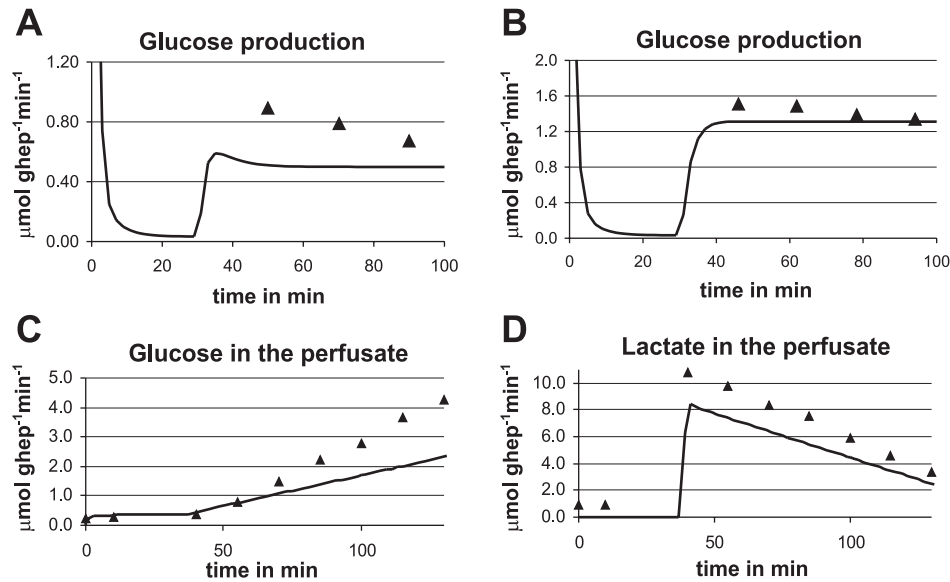 A
Glucose production
μmol ghep⁻¹min⁻¹
1.20
0.80
0.40
0.00
0 20 40 60 80 100
time in min
B
Glucose production
μmol ghep⁻¹min⁻¹
2.0
1.6
1.2
0.8
0.4
0.0
0 20 40 60 80 100
time in min
C
Glucose in the perfusate
μmol ghep⁻¹min⁻¹
5.0
4.0
3.0
2.0
1.0
0.0
0 50 100
time in min
D
Lactate in the perfusate
μmol ghep⁻¹min⁻¹
10.0
8.0
6.0
4.0
2.0
0.0
0 50 100
time in min